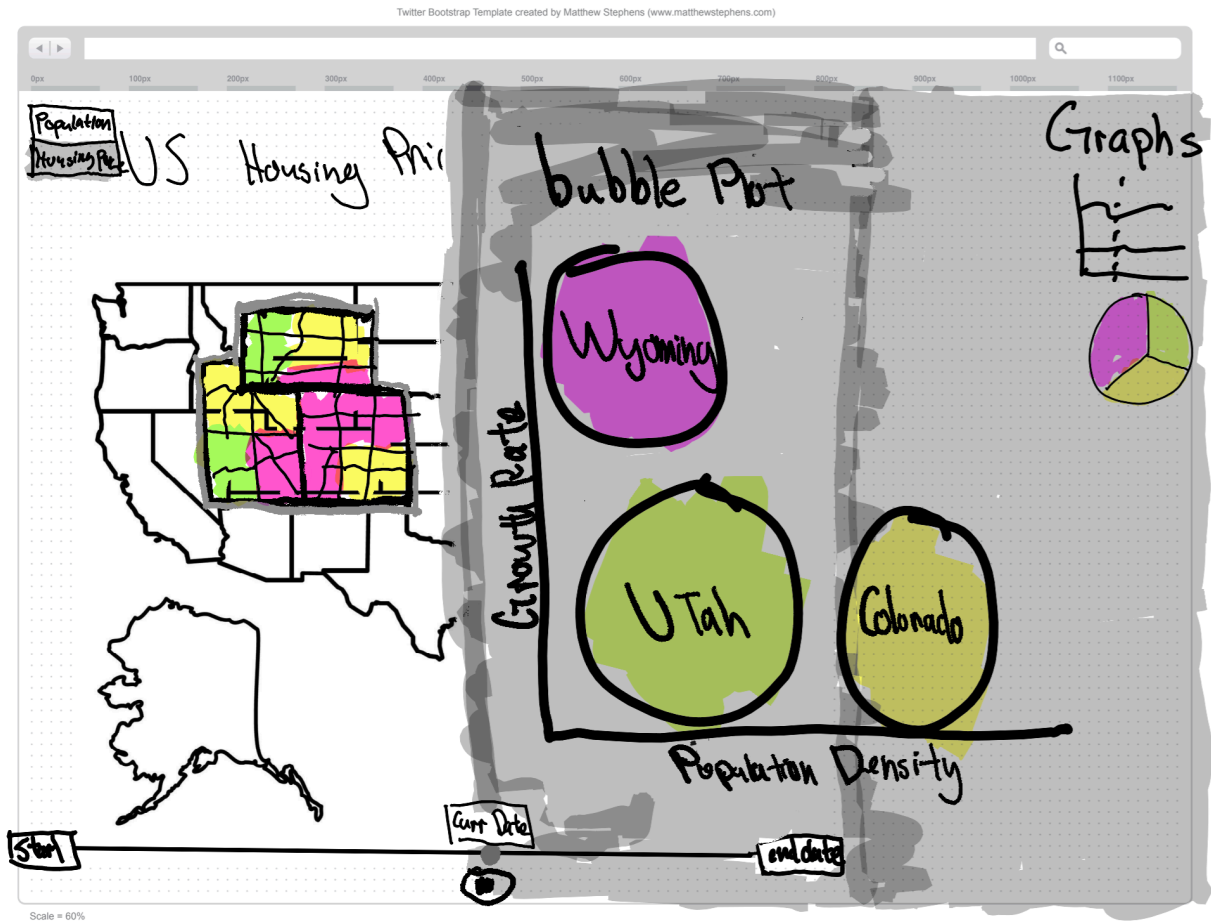 Twitter Bootstrap Template created by Matthew Stephens (www.matthewstephens.com)
0px 100px 200px 300px 400px 500px 600px 700px 800px 900px 1000px 1100px
Population
Housing
US Housing Pric
bubble Plot
Graphs
Wyoming
Growth Rate
Utah
Colorado
Population Density
Start
Curr Date
end date
Scale = 60%